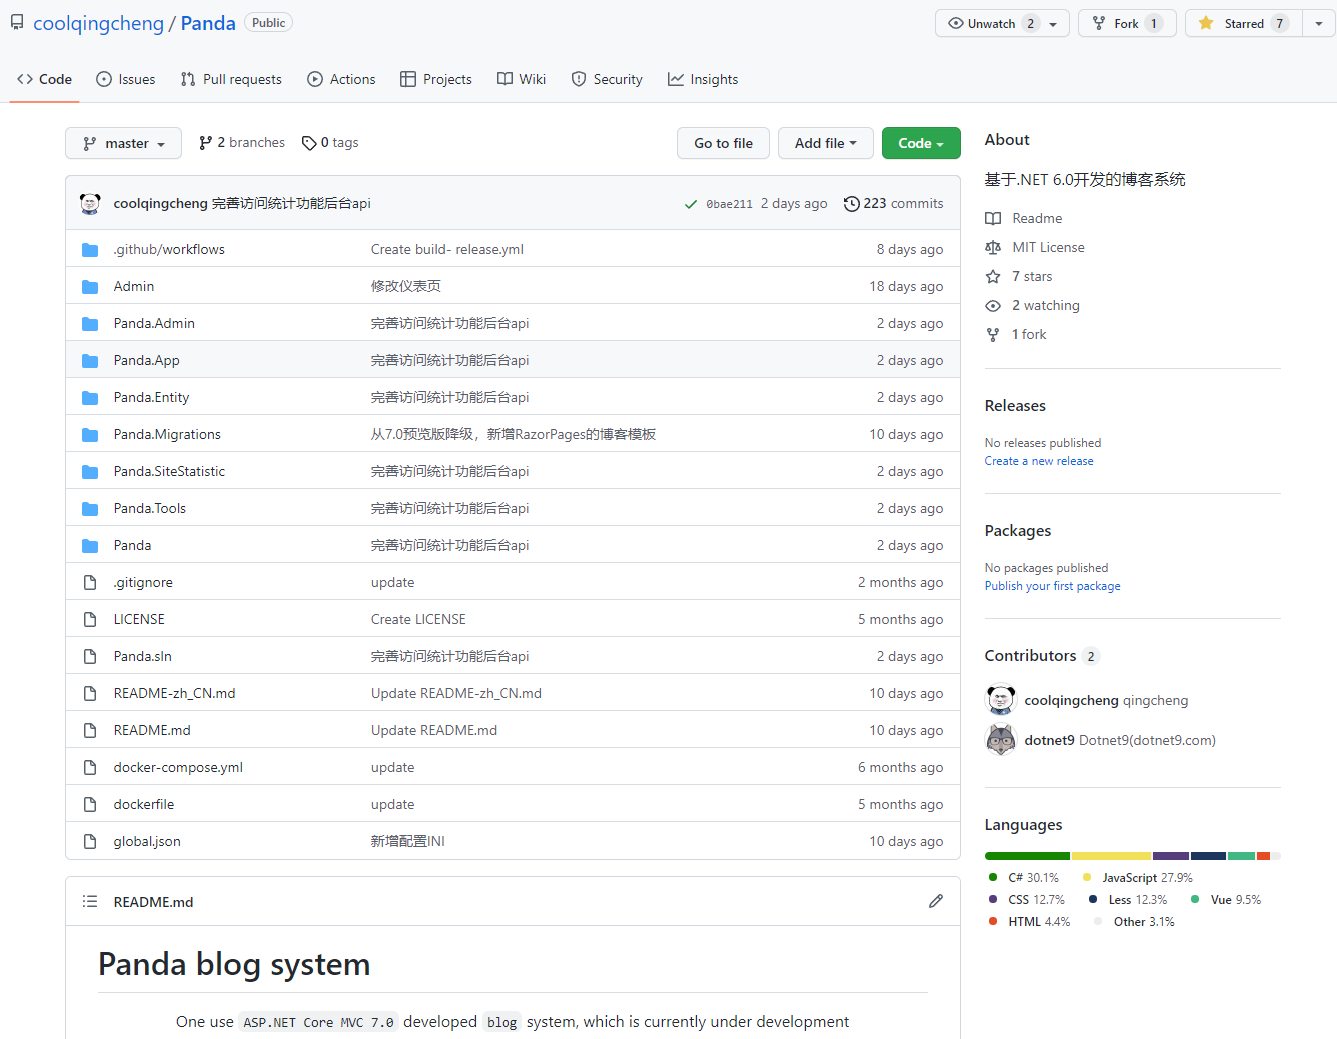 coolqingcheng / Panda Public Unwatch 2 Fork 1 Starred 7
Code Issues Pull requests Actions Projects Wiki Security Insights
master 2 branches 0 tags Go to file Add file Code
coolqingcheng 完善访问统计功能后台api 0bae211 2 days ago 223 commits
.github/workflows Create build- release.yml 8 days ago
Admin 修改仪表页 18 days ago
Panda.Admin 完善访问统计功能后台api 2 days ago
Panda.App 完善访问统计功能后台api 2 days ago
Panda.Entity 完善访问统计功能后台api 2 days ago
Panda.Migrations 从7.0预览版降级，新增RazorPages的博客模板 10 days ago
Panda.SiteStatistic 完善访问统计功能后台api 2 days ago
Panda.Tools 完善访问统计功能后台api 2 days ago
Panda 完善访问统计功能后台api 2 days ago
.gitignore update 2 months ago
LICENSE Create LICENSE 5 months ago
Panda.sln 完善访问统计功能后台api 2 days ago
README-zh_CN.md Update README-zh_CN.md 10 days ago
README.md Update README.md 10 days ago
docker-compose.yml update 6 months ago
dockerfile update 5 months ago
global.json 新增配置INI 10 days ago
README.md
Panda blog system
One use ASP.NET Core MVC 7.0 developed blog system, which is currently under development
About
基于.NET 6.0开发的博客系统
Readme
MIT License
7 stars
2 watching
1 fork
Releases
No releases published
Create a new release
Packages
No packages published
Publish your first package
Contributors 2
coolqingcheng qingcheng
dotnet9 Dotnet9(dotnet9.com)
Languages
C# 30.1% JavaScript 27.9%
CSS 12.7% Less 12.3% Vue 9.5%
HTML 4.4% Other 3.1%